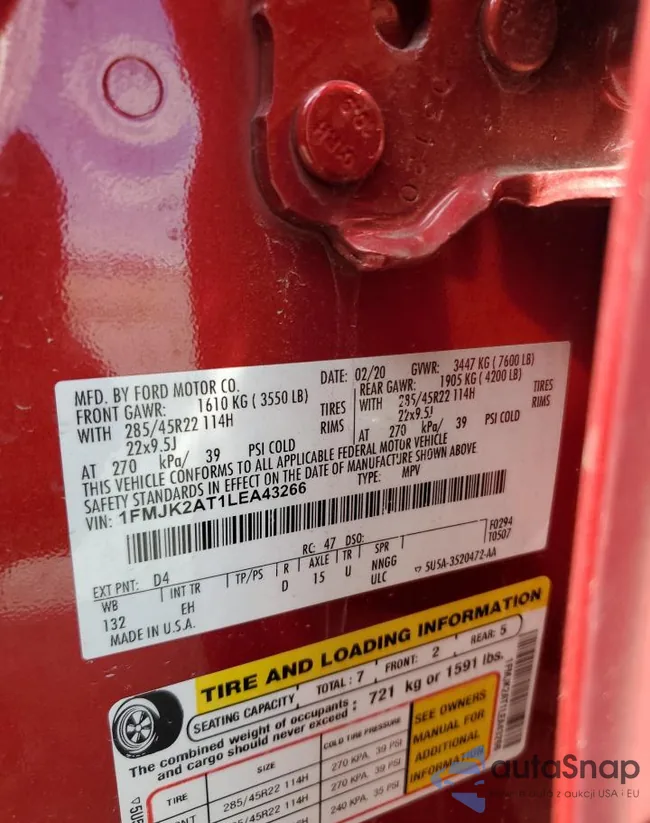 MFD. BY FORD MOTOR CO.
DATE: 02/20 GVWR: 3447 KG ( 7600 LB)
FRONT GAWR: 1610 KG ( 3550 LB)
REAR GAWR: 1905 KG ( 4200 LB)
WITH 285/45R22 114H TIRES
WITH 285/45R22 114H TIRES
22x9.5J RIMS
22x9.5J RIMS
AT 270 kPa/ 39 PSI COLD
AT 270 kPa/ 39 PSI COLD
THIS VEHICLE CONFORMS TO ALL APPLICABLE FEDERAL MOTOR VEHICLE
SAFETY STANDARDS IN EFFECT ON THE DATE OF MANUFACTURE SHOWN ABOVE
VIN: 1FMJK2AT1LEA43266 TYPE: MPV
F0294
T0507
EXT PNT: D4 RC: 47 DSO:
WB INT TR TP/PS R AXLE TR SPR
132 EH D 15 U NNGG
ULC
5U5A-3520472-AA
MADE IN U.S.A.
TIRE AND LOADING INFORMATION
SEATING CAPACITY TOTAL: 7 FRONT: 2 REAR: 5
The combined weight of occupants
and cargo should never exceed : 721 kg or 1591 lbs.
TIRE SIZE COLD TIRE PRESSURE
285/45R22 114H 270 KPA, 39 PSI
285/45R22 114H 270 KPA, 39 PSI
240 KPA, 35 PSI
SEE OWNERS
MANUAL FOR
ADDITIONAL
INFORMATION
autaSnap
z aukcji USA i EU